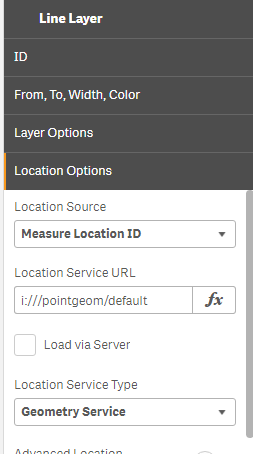 Line Layer
ID
From, To, Width, Color
Layer Options
Location Options
Location Source
Measure Location ID
Location Service URL
i:///pointgeom/default fx
Load via Server
Location Service Type
Geometry Service
Advanced Location